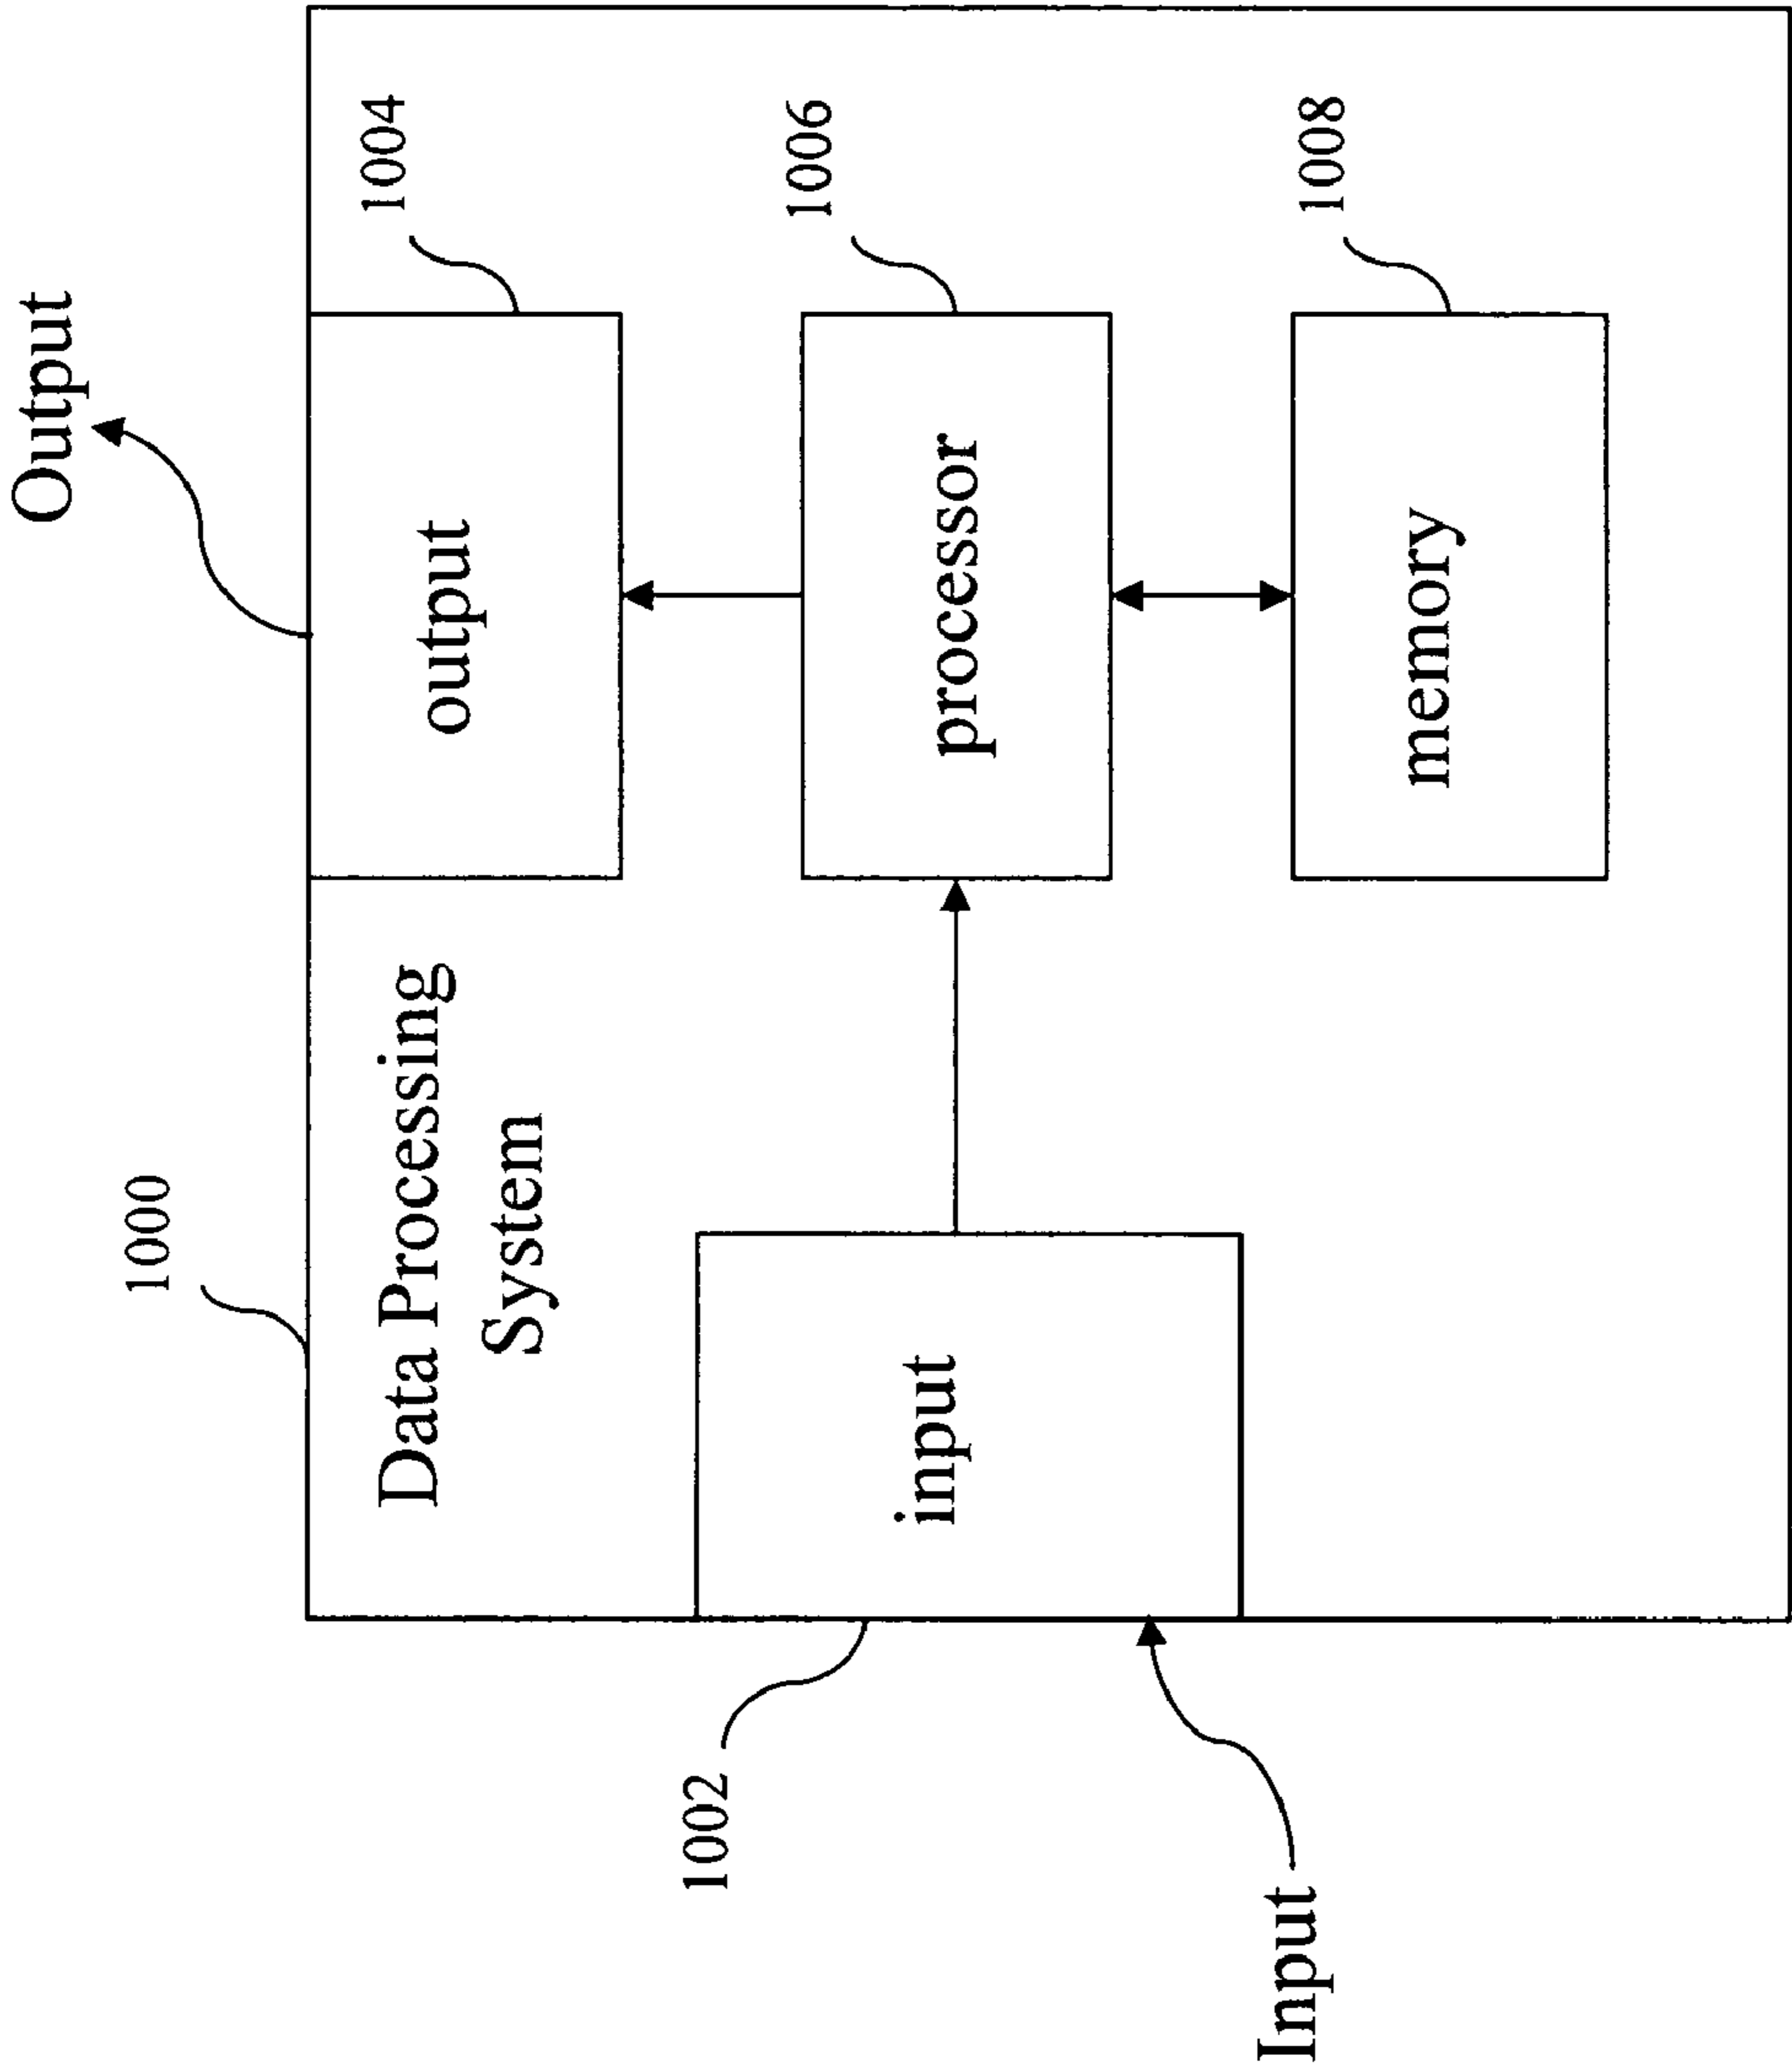 1000
Data Processing
System
Output
output
1004
1002
input
processor
1006
Input
memory
1008